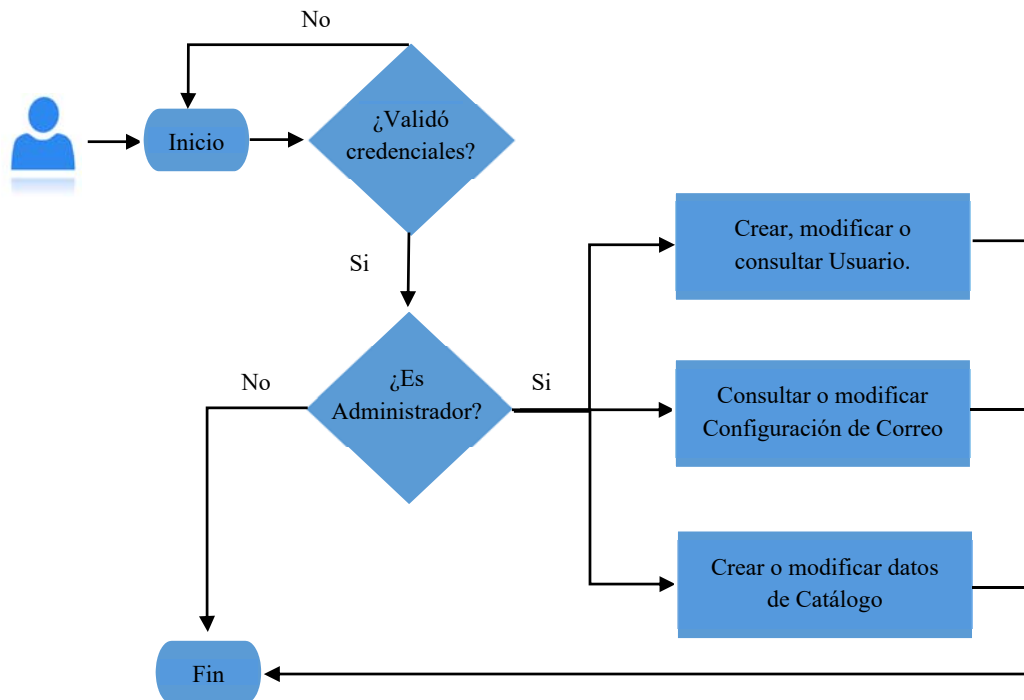 No
¿Validó
credenciales?
Inicio
Si
Crear, modificar o
consultar Usuario.
No
¿Es
Administrador?
Si
Consultar o modificar
Configuración de Correo
Crear o modificar datos
de Catálogo
Fin